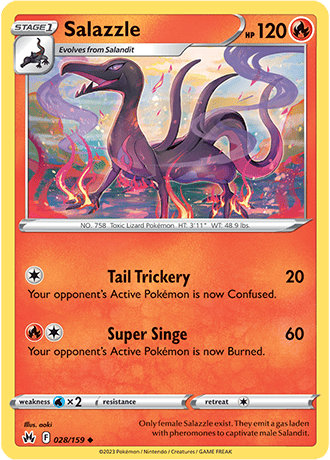 STAGE 1 Salazzle HP 120
Evolves from Salandit
NO. 758 Toxic Lizard Pokémon HT: 3'11" WT: 48.9 lbs.
Tail Trickery 20
Your opponent's Active Pokémon is now Confused.
Super Singe 60
Your opponent's Active Pokémon is now Burned.
weakness ×2 resistance retreat
Illus. aoki
Only female Salazzle exist. They emit a gas laden
with pheromones to captivate male Salandit.
F 028/159
©2023 Pokémon / Nintendo / Creatures / GAME FREAK